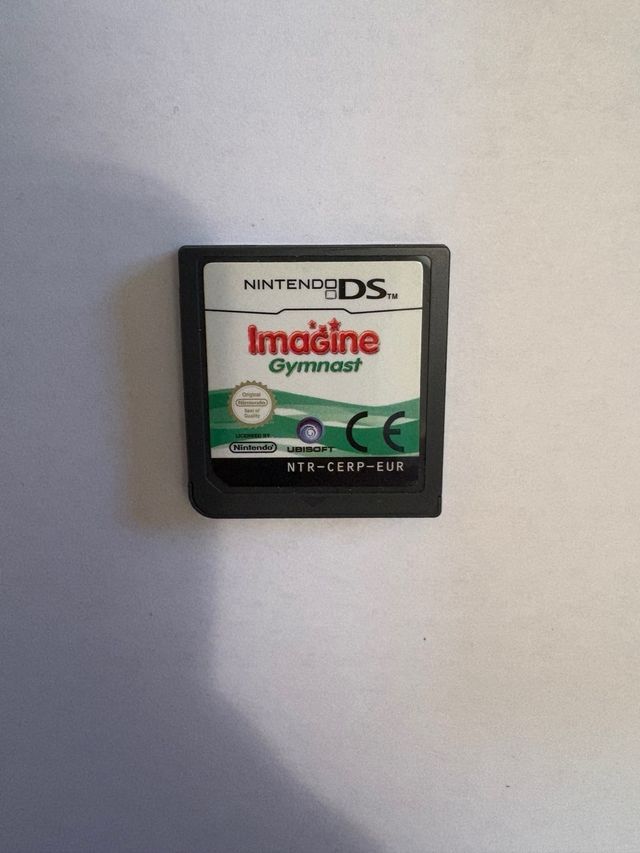 NINTENDO DS™
Imagine
Gymnast
Original
Nintendo
Seal of
Quality
LICENSED BY
Nintendo
UBISOFT
CE
NTR-CERP-EUR